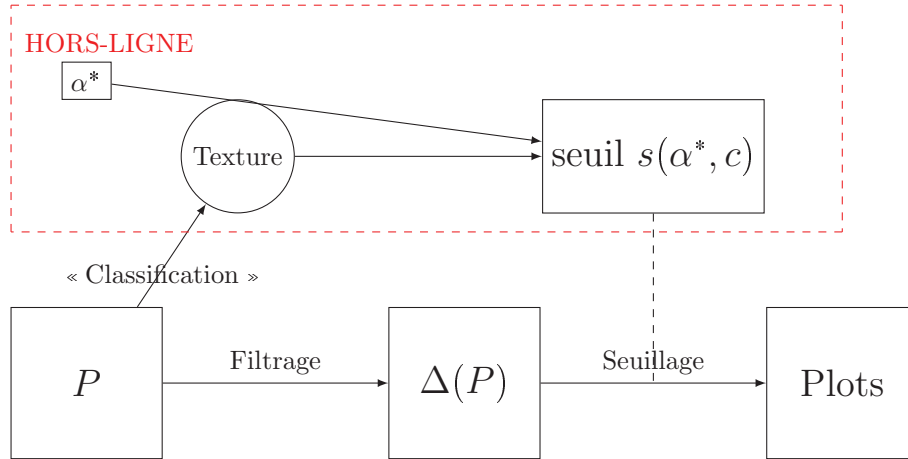 HORS-LIGNE
α*
Texture
seuil s(α*, c)
« Classification »
Filtrage
Seuillage
P
Δ(P)
Plots